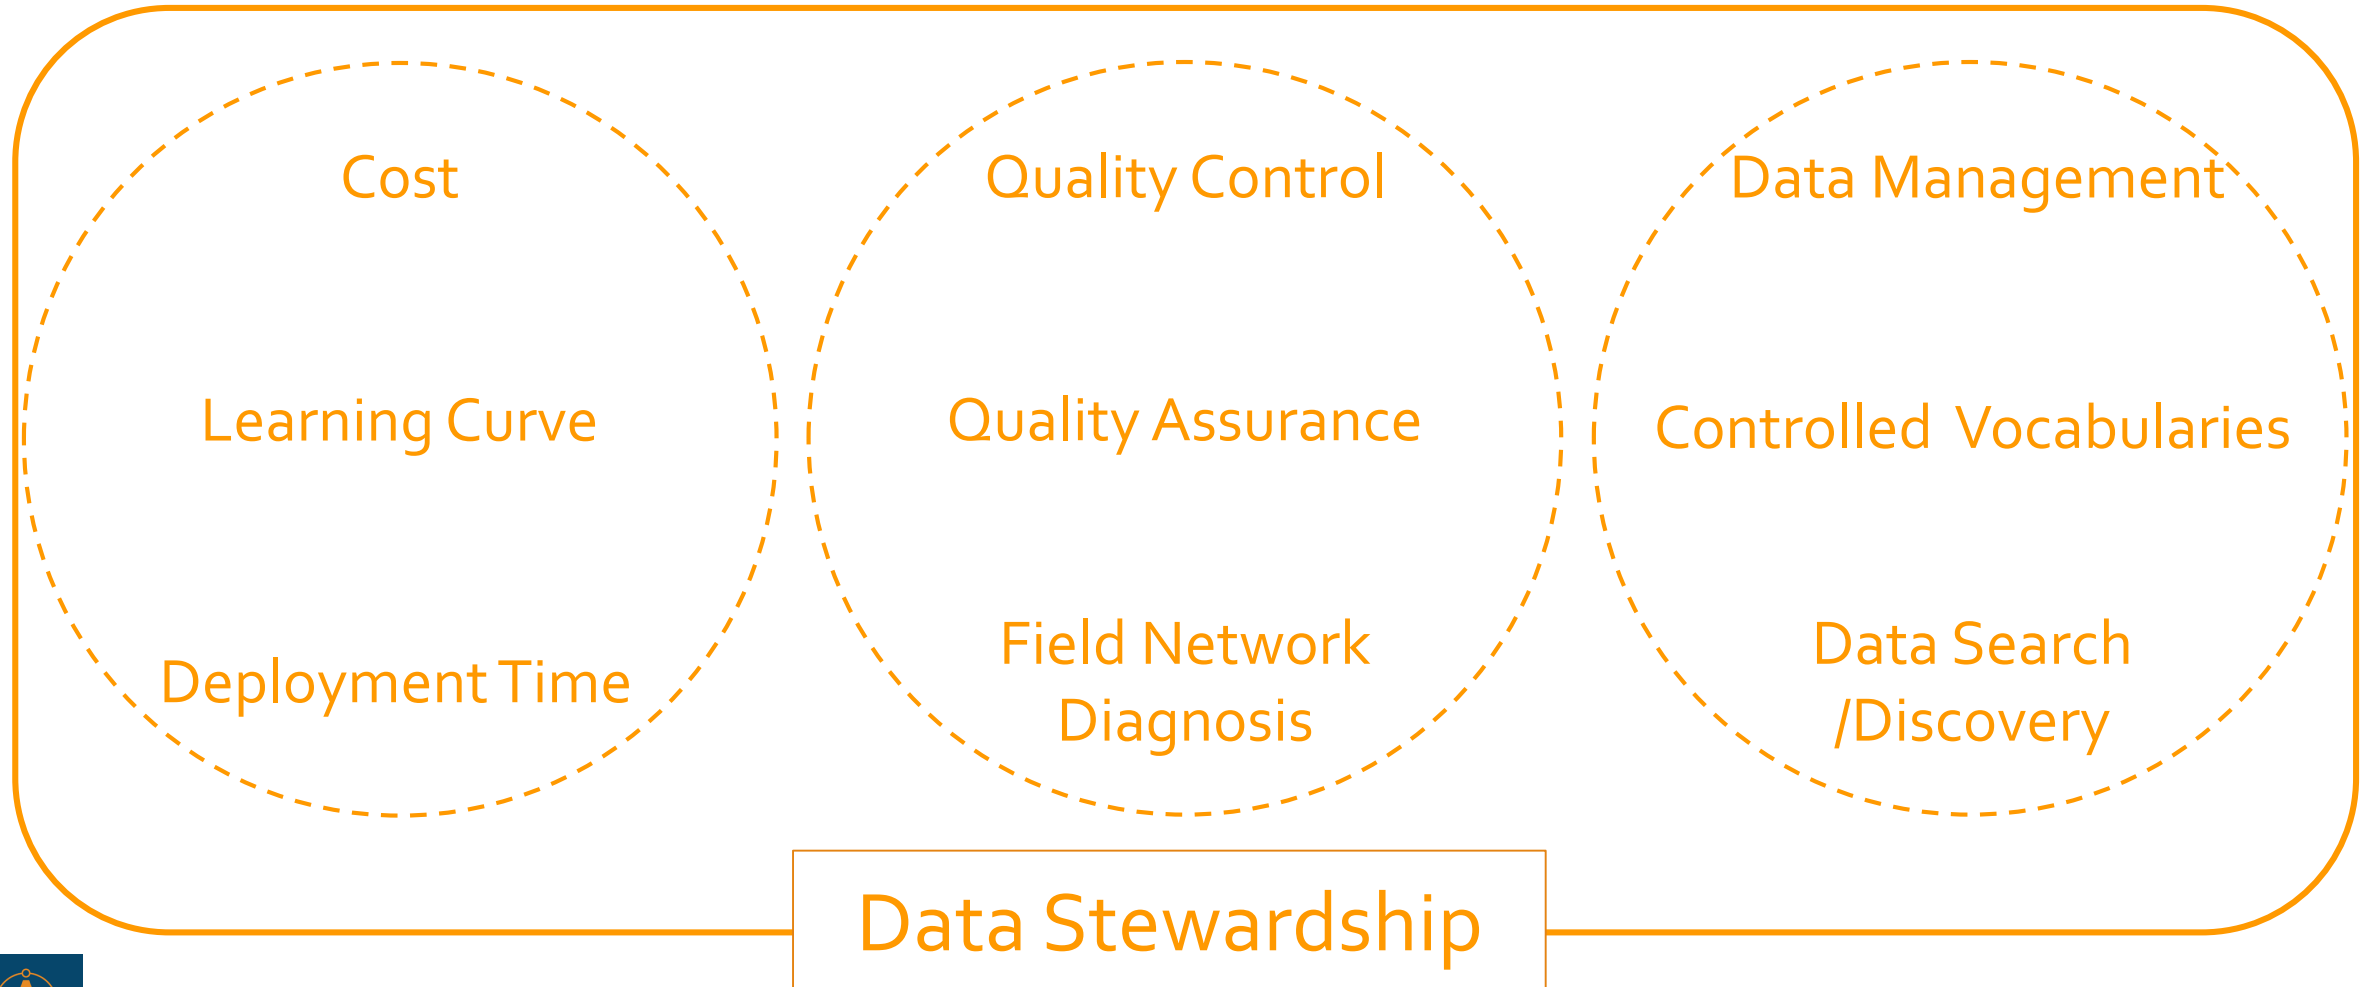 Cost
Learning Curve
Deployment Time
Quality Control
Quality Assurance
Field Network
Diagnosis
Data Management
Controlled Vocabularies
Data Search
/Discovery
Data Stewardship